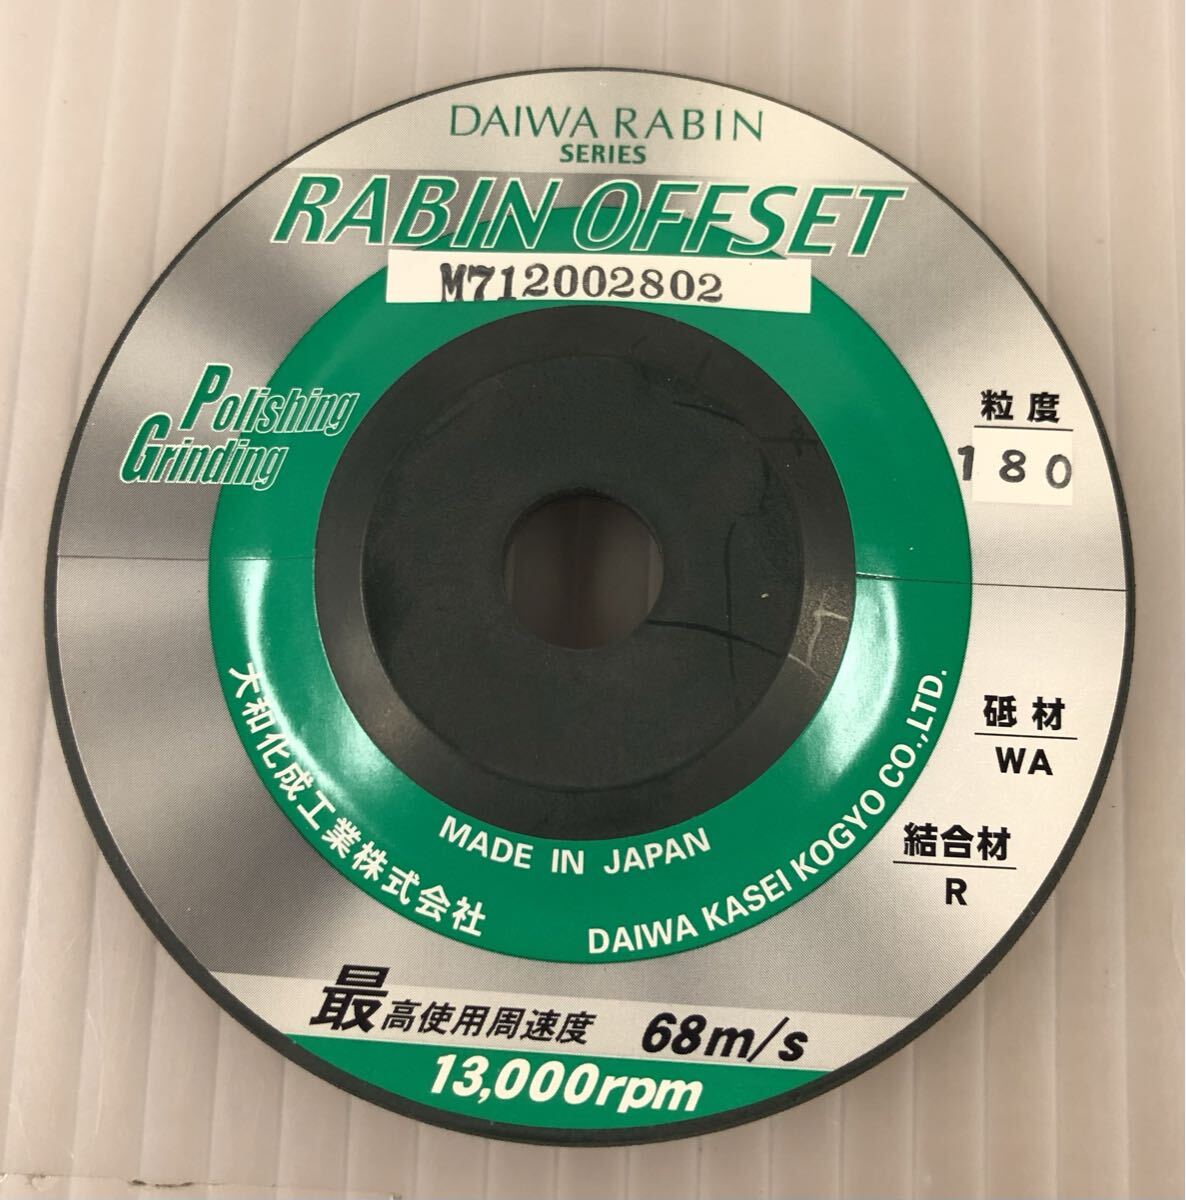 DAIWA RABIN
SERIES
RABIN OFFSET
M712002802
Polishing
Grinding
粒度
180
砥材
WA
結合材
R
MADE IN JAPAN
大和化成工業株式会社
DAIWA KASEI KOGYO CO.,LTD.
最高使用周速度 68m/s
13,000rpm